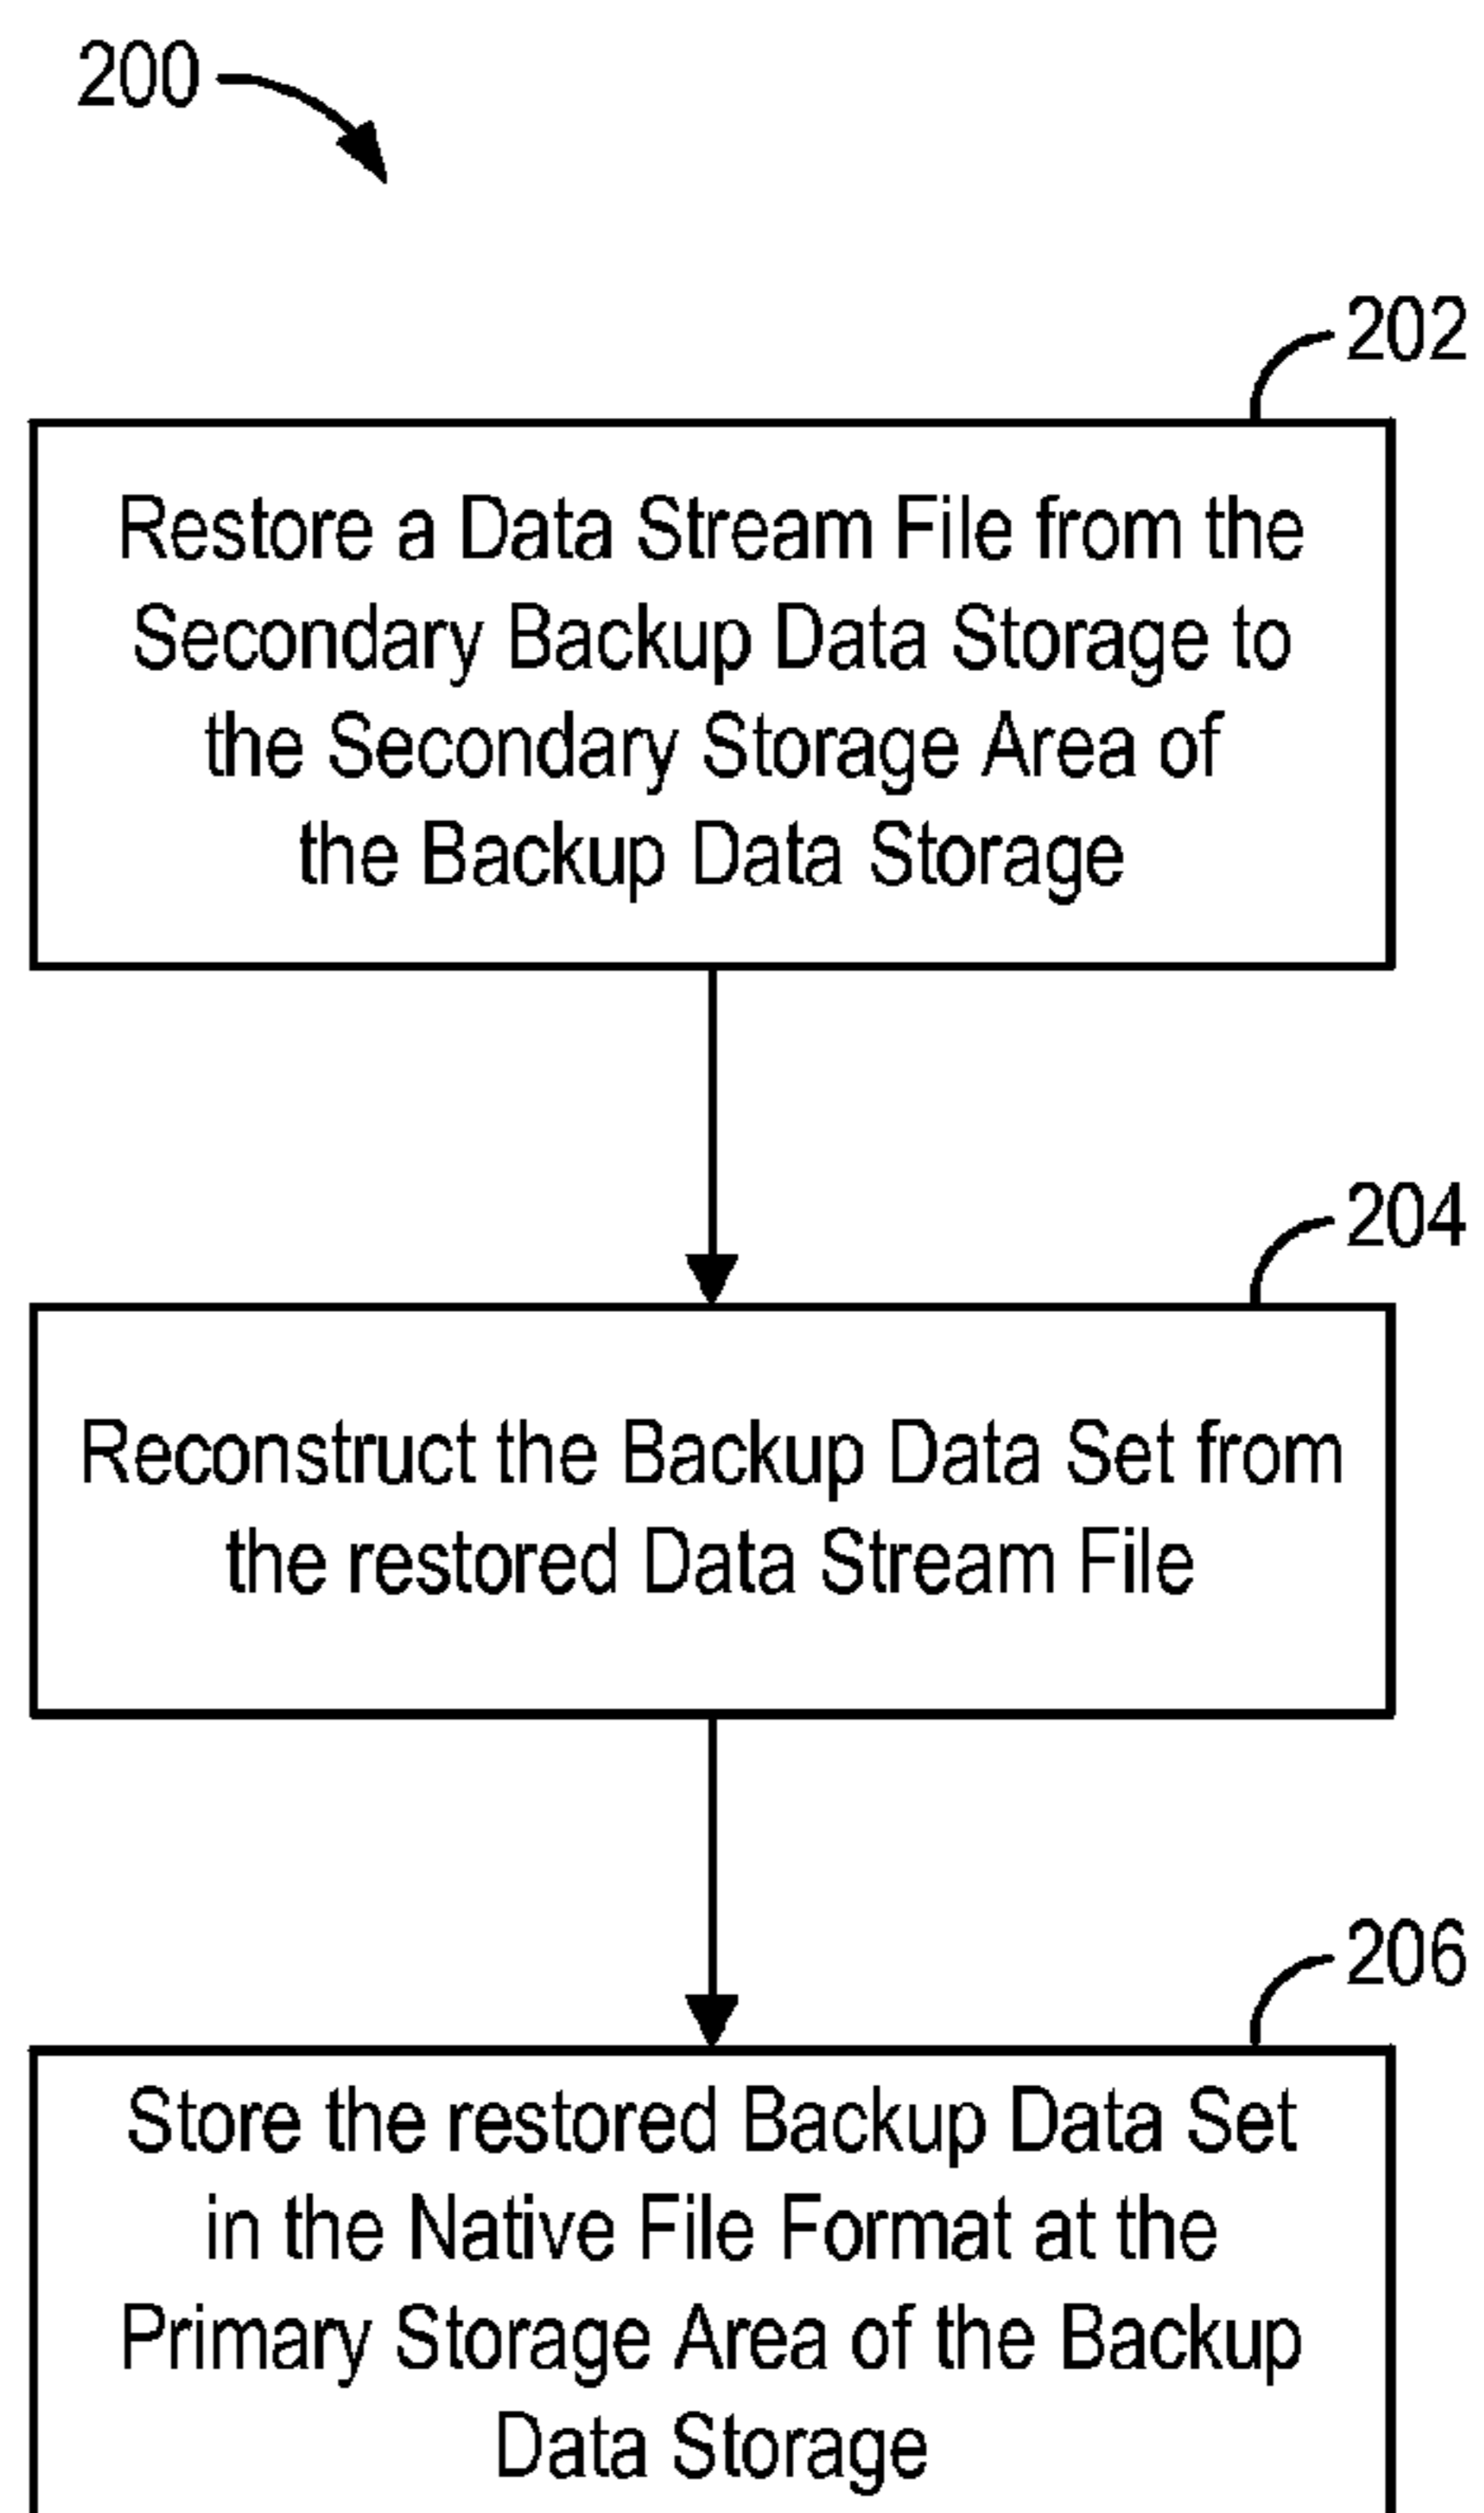 200
202
Restore a Data Stream File from the
Secondary Backup Data Storage to
the Secondary Storage Area of
the Backup Data Storage
204
Reconstruct the Backup Data Set from
the restored Data Stream File
206
Store the restored Backup Data Set
in the Native File Format at the
Primary Storage Area of the Backup
Data Storage